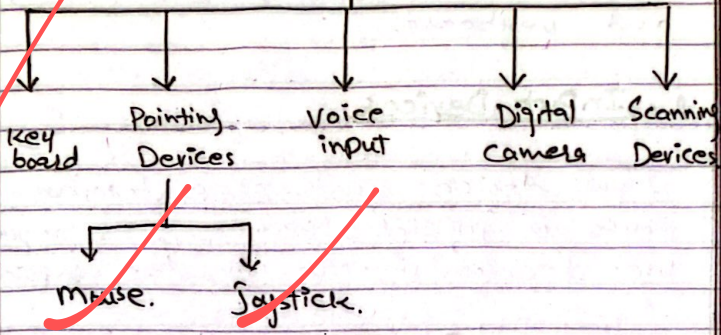 Key
board
Pointing
Devices
Voice
input
Digital
Camera
Scanning
Devices
Mouse.
Joystick.